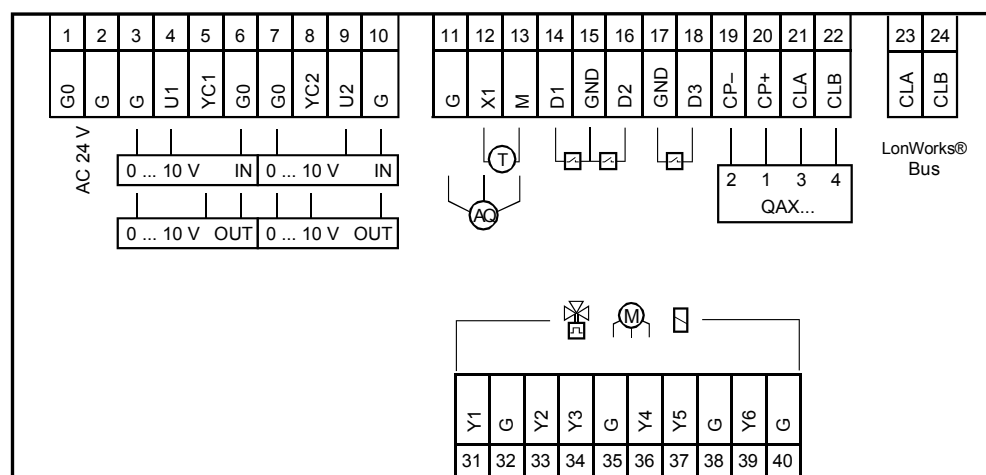 1 2 3 4 5 6 7 8 9 10 11 12 13 14 15 16 17 18 19 20 21 22 23 24
G0 G G U1 YC1 G0 G0 YC2 U2 G G X1 M D1 GND D2 GND D3 CP– CP+ CLA CLB CLA CLB
AC 24 V
0 ... 10 V IN 0 ... 10 V IN
0 ... 10 V OUT 0 ... 10 V OUT
T
AQ
2 1 3 4
QAX...
LonWorks®
Bus
M
Y1 G Y2 Y3 G Y4 Y5 G Y6 G
31 32 33 34 35 36 37 38 39 40